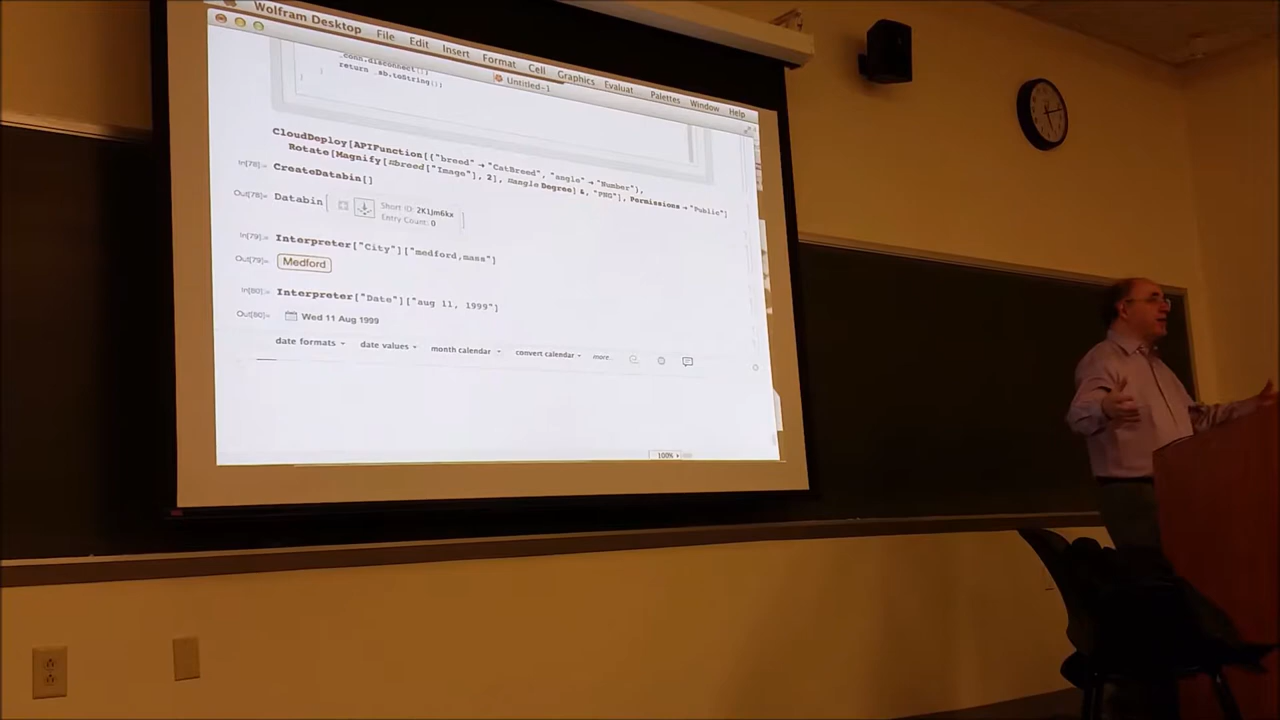 Wolfram Desktop File Edit Insert Format Cell Graphics Evaluat Palettes Window Help
Untitled-1
_conn.disconnect();
return _sb.toString();
}
CloudDeploy[APIFunction[{"breed" → "CatBreed", "angle" → "Number"},
Rotate[Magnify[#breed["Image"], 2], #angle Degree] &, "PNG"], Permissions → "Public"]
In[78]:= CreateDatabin[]
Out[78]= Databin[ Short ID: 2KlJm6kx
Entry Count: 0 ]
In[79]:= Interpreter["City"]["medford,mass"]
Out[79]= Medford
In[80]:= Interpreter["Date"]["aug 11, 1999"]
Out[80]= Wed 11 Aug 1999
date formats date values month calendar convert calendar more...
100%